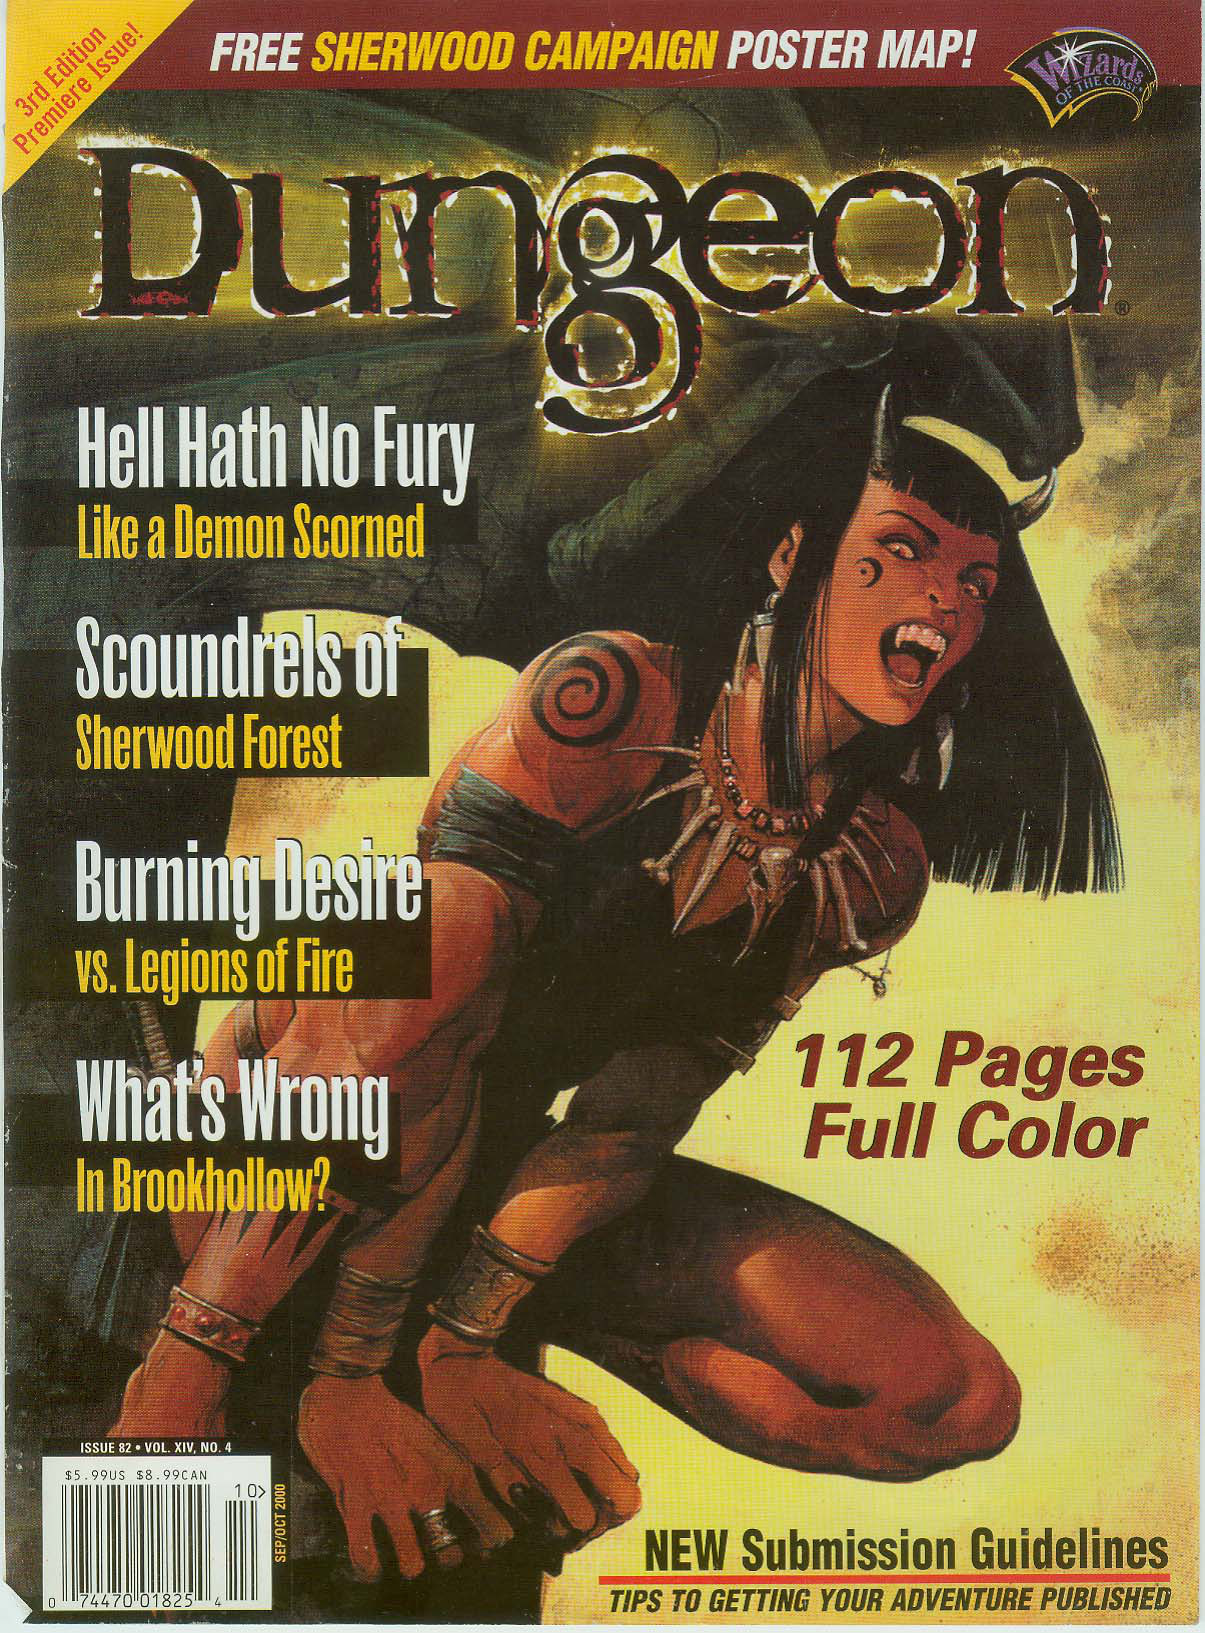 3rd Edition
Premiere Issue!
FREE SHERWOOD CAMPAIGN POSTER MAP!
Wizards
OF THE COAST®
Dungeon®
Hell Hath No Fury
Like a Demon Scorned
Scoundrels of
Sherwood Forest
Burning Desire
vs. Legions of Fire
What's Wrong
In Brookhollow?
112 Pages
Full Color
ISSUE 82 • VOL. XIV, NO. 4
$5.99US $8.99CAN
10>
0 74470 01825 4
SEP/OCT 2000
NEW Submission Guidelines
TIPS TO GETTING YOUR ADVENTURE PUBLISHED